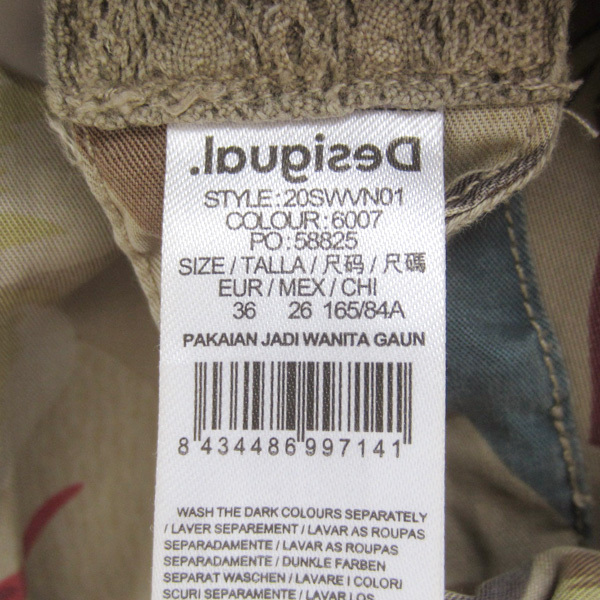 Desigual.
STYLE:20SWVN01
COLOUR:6007
PO:58825
SIZE / TALLA / 尺码 / 尺碼
EUR / MEX / CHI
36 26 165/84A
PAKAIAN JADI WANITA GAUN
8 434486 997141
WASH THE DARK COLOURS SEPARATELY
/ LAVER SEPAREMENT / LAVAR AS ROUPAS
SEPARADAMENTE / LAVAR AS ROUPAS
SEPARADAMENTE / DUNKLE FARBEN
SEPARAT WASCHEN / LAVARE I COLORI
SCURI SEPARAMENTE / LAVAR LOS